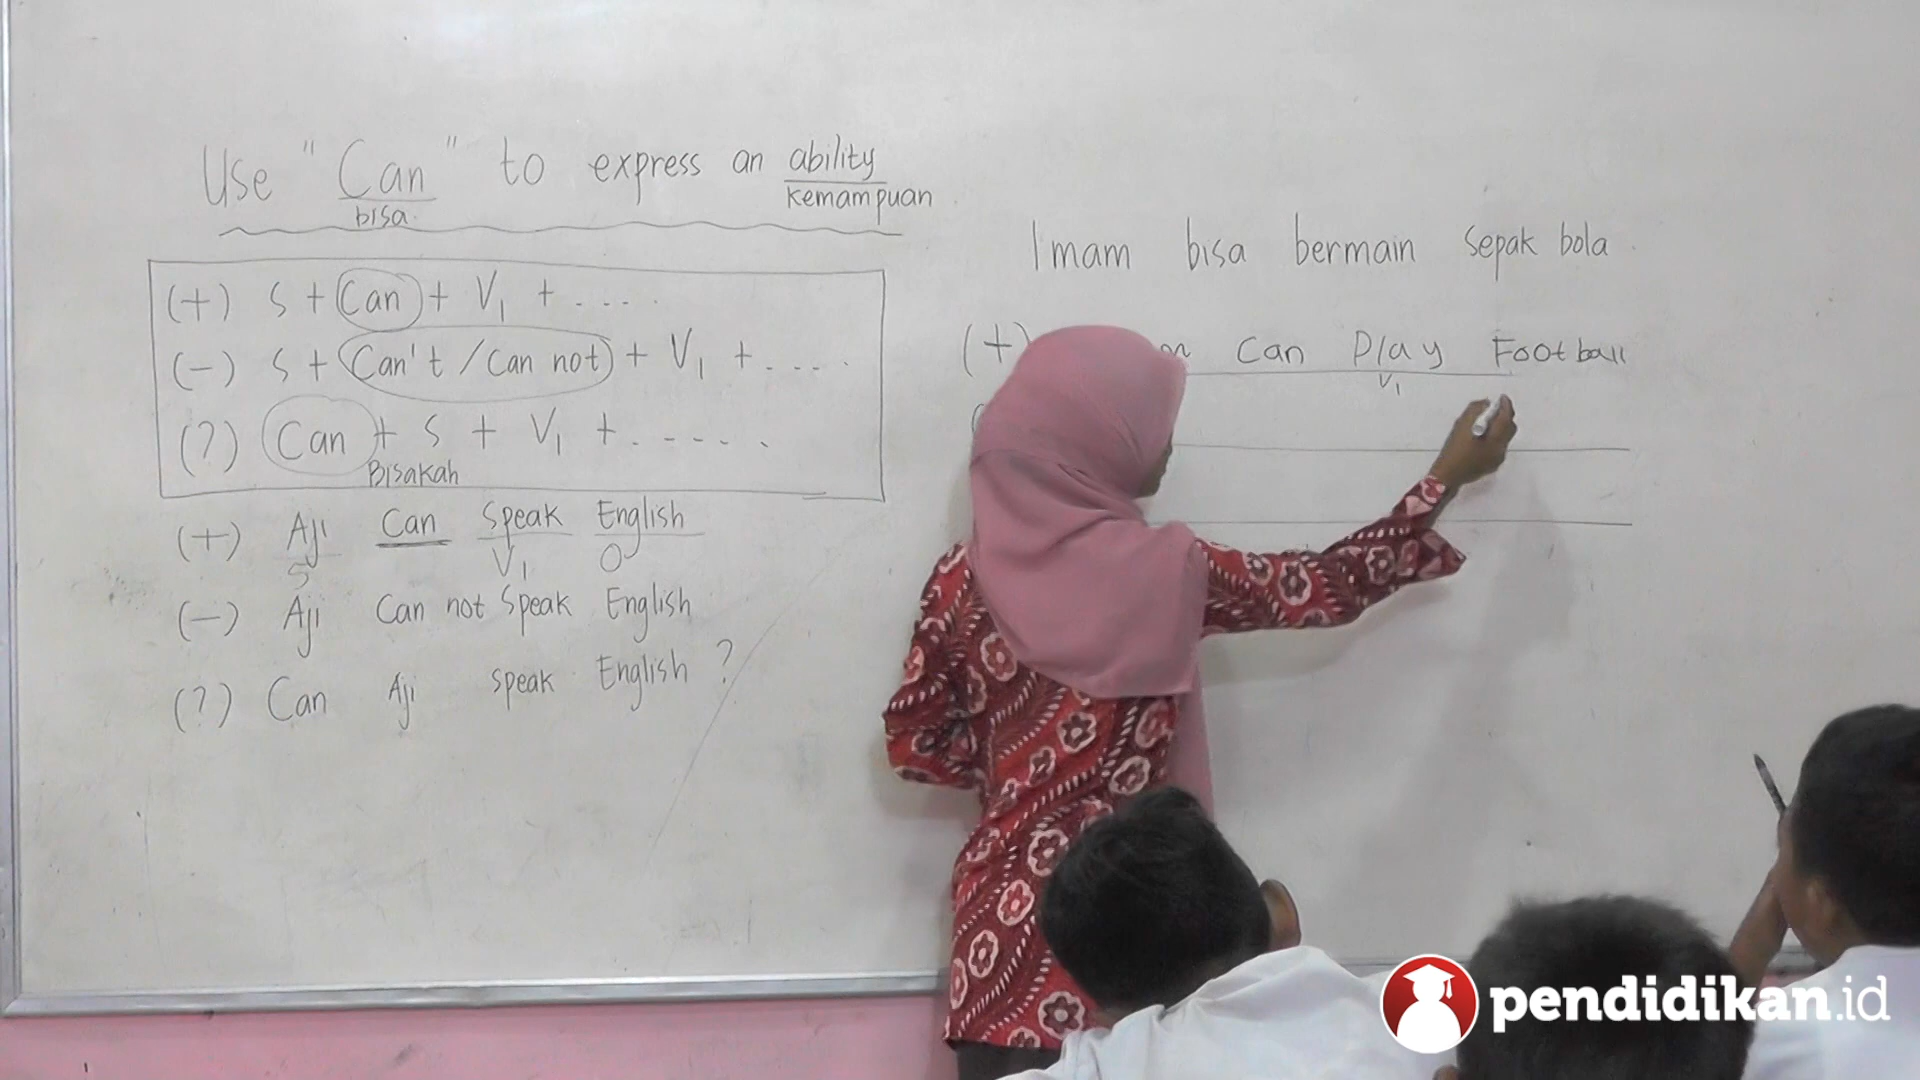 Use "Can" to express an ability
bisa. kemampuan
(+) S + Can + V1 + ....
(-) S + Can't / Can not + V1 + ....
(?) Can + S + V1 + .....
Bisakah
(+) Aji Can Speak English
S V1 O
(-) Aji Can not Speak English
(?) Can Aji speak English ?
Imam bisa bermain sepak bola.
(+) Can Play Football
V1
pendidikan.id